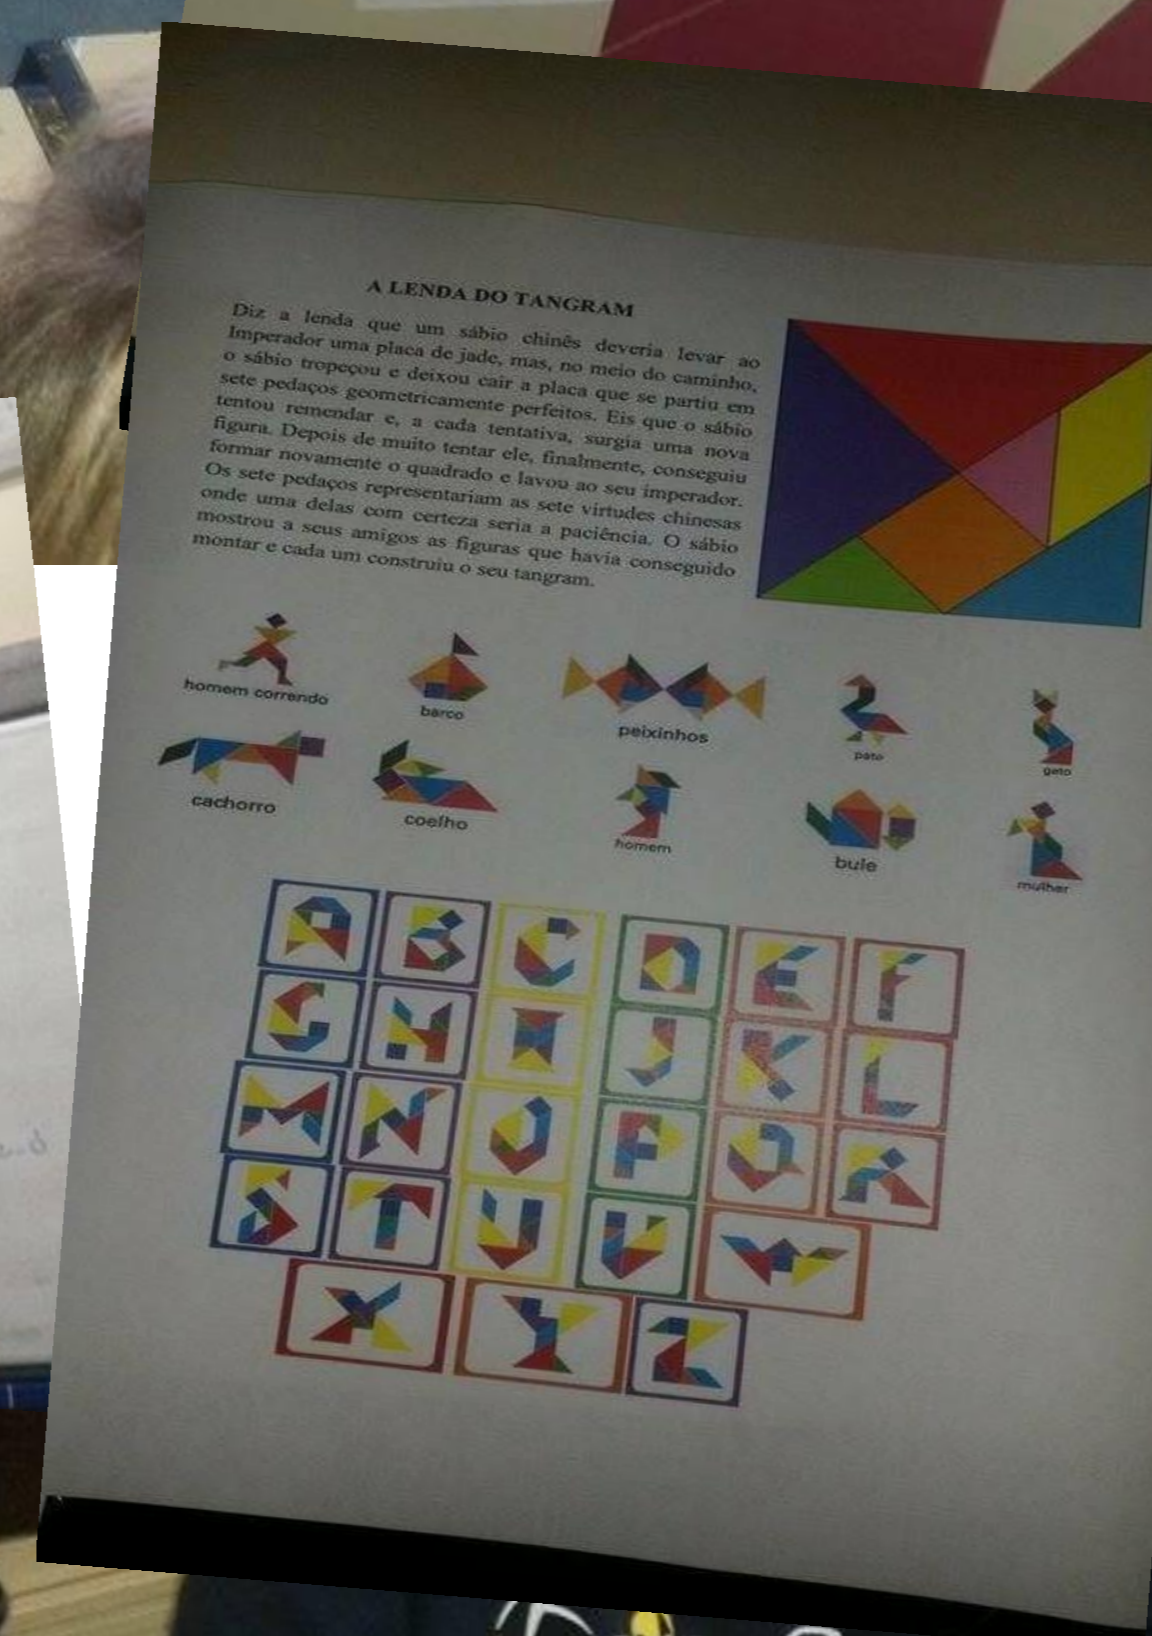 A LENDA DO TANGRAM
Diz a lenda que um sábio chinês deveria levar ao
Imperador uma placa de jade, mas, no meio do caminho,
o sábio tropeçou e deixou cair a placa que se partiu em
sete pedaços geometricamente perfeitos. Eis que o sábio
tentou remendar e, a cada tentativa, surgia uma nova
figura. Depois de muito tentar ele, finalmente, conseguiu
formar novamente o quadrado e lavou ao seu imperador.
Os sete pedaços representariam as sete virtudes chinesas
onde uma delas com certeza seria a paciência. O sábio
mostrou a seus amigos as figuras que havia conseguido
montar e cada um construiu o seu tangram.
homem correndo
barco
peixinhos
pato
gato
cachorro
coelho
homem
bule
mulher
A B C D E F
G H I J K L
M N O P Q R
S T U V W
X Y Z